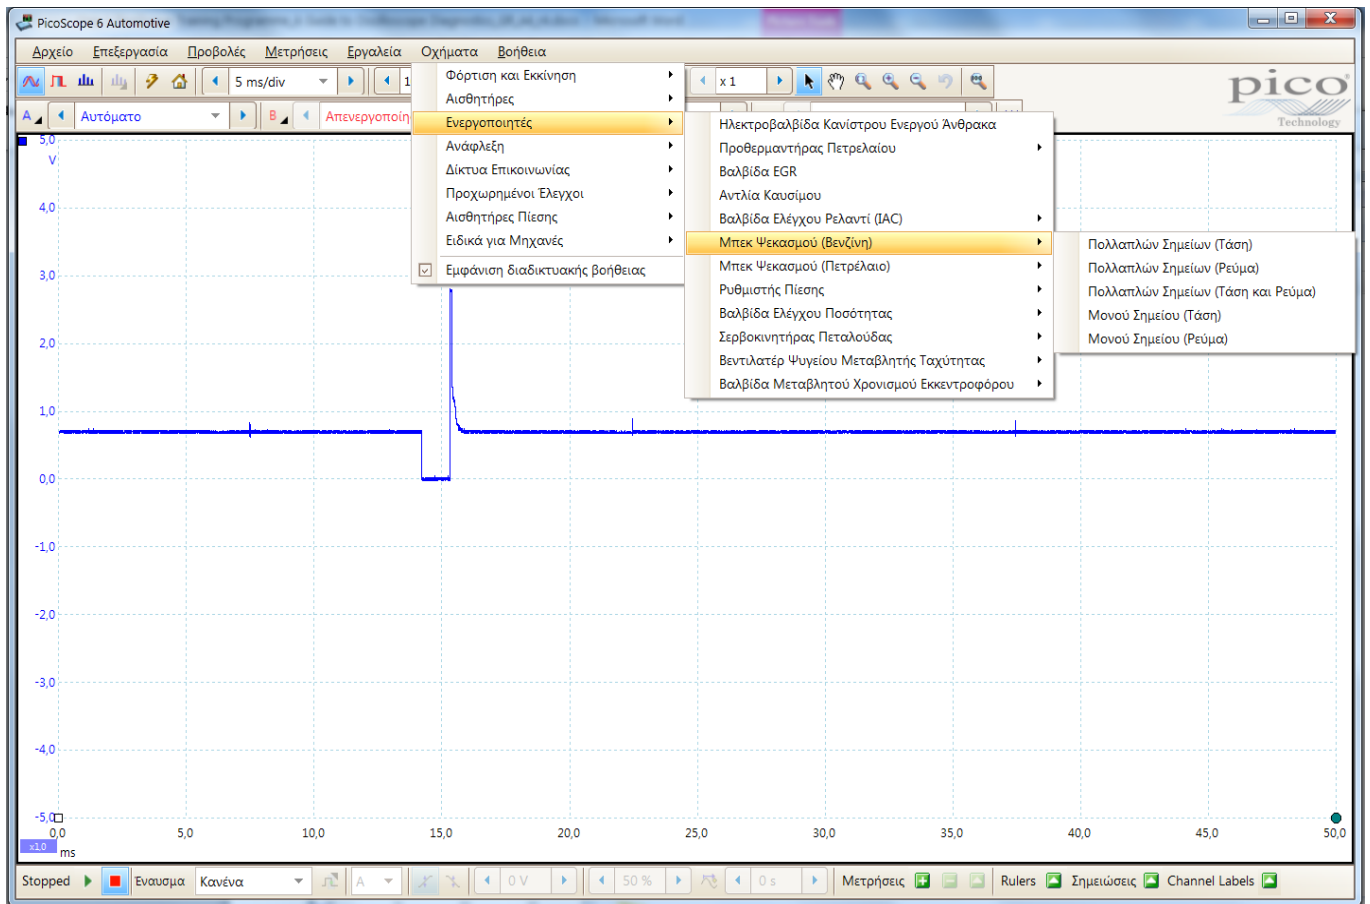 PicoScope 6 Automotive
Αρχείο Επεξεργασία Προβολές Μετρήσεις Εργαλεία Οχήματα Βοήθεια
5 ms/div
x 1
pico
Technology
A Αυτόματο B
Φόρτιση και Εκκίνηση
Αισθητήρες
Ενεργοποιητές
Ανάφλεξη
Δίκτυα Επικοινωνίας
Προχωρημένοι Έλεγχοι
Αισθητήρες Πίεσης
Ειδικά για Μηχανές
Εμφάνιση διαδικτυακής βοήθειας
Ηλεκτροβαλβίδα Κανίστρου Ενεργού Άνθρακα
Προθερμαντήρας Πετρελαίου
Βαλβίδα EGR
Αντλία Καυσίμου
Βαλβίδα Ελέγχου Ρελαντί (IAC)
Μπεκ Ψεκασμού (Βενζίνη)
Μπεκ Ψεκασμού (Πετρέλαιο)
Ρυθμιστής Πίεσης
Βαλβίδα Ελέγχου Ποσότητας
Σερβοκινητήρας Πεταλούδας
Βεντιλατέρ Ψυγείου Μεταβλητής Ταχύτητας
Βαλβίδα Μεταβλητού Χρονισμού Εκκεντροφόρου
Πολλαπλών Σημείων (Τάση)
Πολλαπλών Σημείων (Ρεύμα)
Πολλαπλών Σημείων (Τάση και Ρεύμα)
Μονού Σημείου (Τάση)
Μονού Σημείου (Ρεύμα)
5,0
V
4,0
3,0
2,0
1,0
0,0
-1,0
-2,0
-3,0
-4,0
-5,0
0,0 5,0 10,0 15,0 20,0 25,0 30,0 35,0 40,0 45,0 50,0
x1,0
ms
Stopped Έναυσμα Κανένα A 0 V 50 % 0 s Μετρήσεις Rulers Σημειώσεις Channel Labels